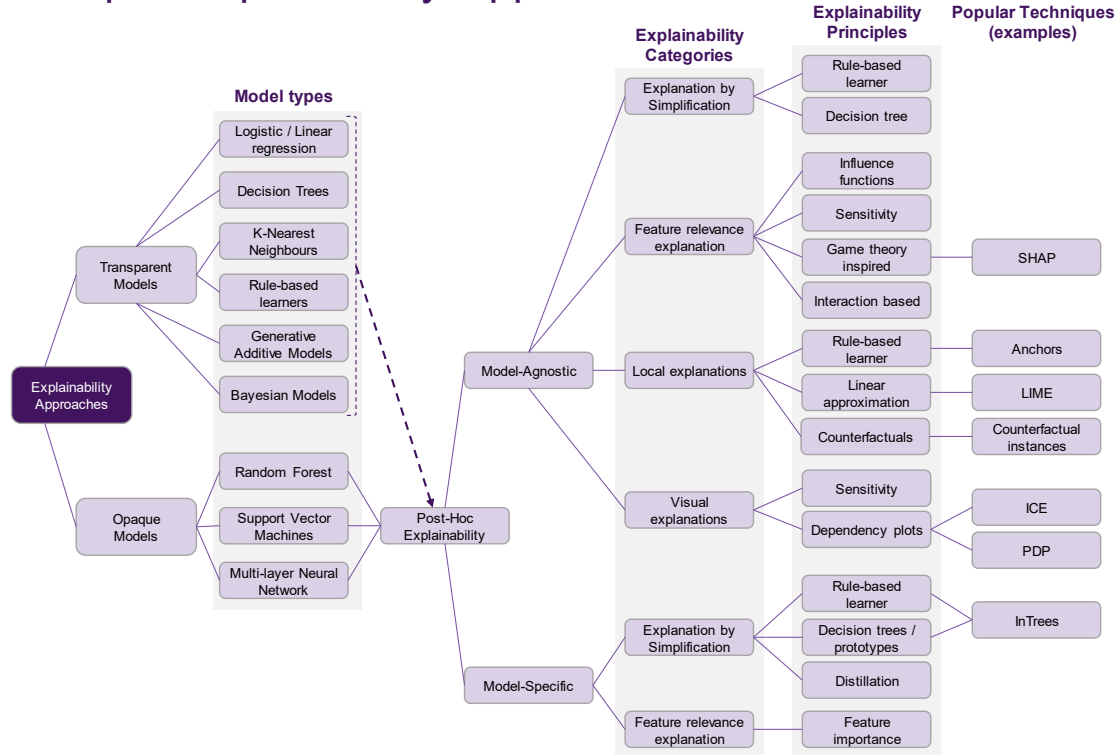 Explainability
Principles
Popular Techniques
(examples)
Explainability
Categories
Model types
Explainability
Approaches
Transparent
Models
Opaque
Models
Logistic / Linear
regression
Decision Trees
K-Nearest
Neighbours
Rule-based
learners
Generative
Additive Models
Bayesian Models
Random Forest
Support Vector
Machines
Multi-layer Neural
Network
Post-Hoc
Explainability
Model-Agnostic
Model-Specific
Explanation by
Simplification
Feature relevance
explanation
Local explanations
Visual
explanations
Explanation by
Simplification
Feature relevance
explanation
Rule-based
learner
Decision tree
Influence
functions
Sensitivity
Game theory
inspired
Interaction based
Rule-based
learner
Linear
approximation
Counterfactuals
Sensitivity
Dependency plots
Rule-based
learner
Decision trees /
prototypes
Distillation
Feature
importance
SHAP
Anchors
LIME
Counterfactual
instances
ICE
PDP
InTrees